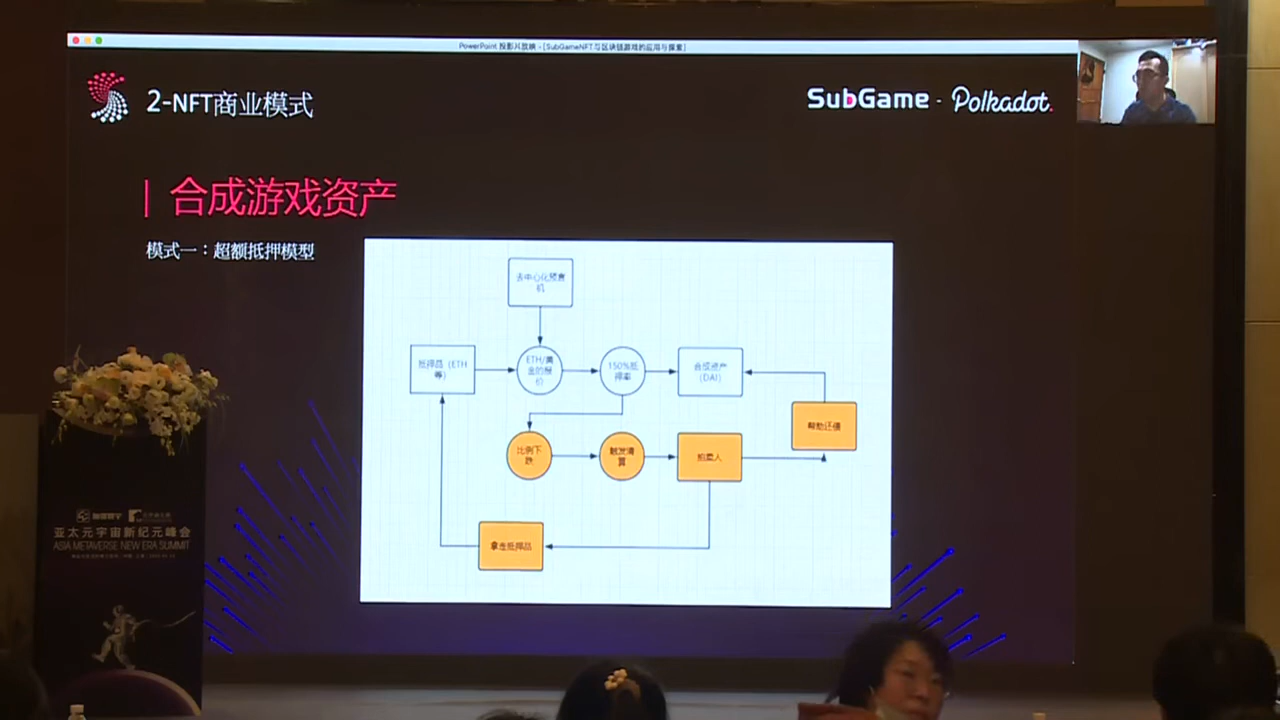 PowerPoint 投影片放映 - [SubGameNFT与区块链游戏的应用与探索]
2-NFT商业模式
SubGame - Polkadot.
合成游戏资产
模式一：超额抵押模型
去中心化预言
机
抵押品（ETH
等）
ETH/黄
金的报
价
150%抵
押率
合成资产
（DAI）
帮助还债
比例下
跌
触发清
算
拍卖人
拿走抵押品
亚太元宇宙新纪元峰会
ASIA METAVERSE NEW ERA SUMMIT